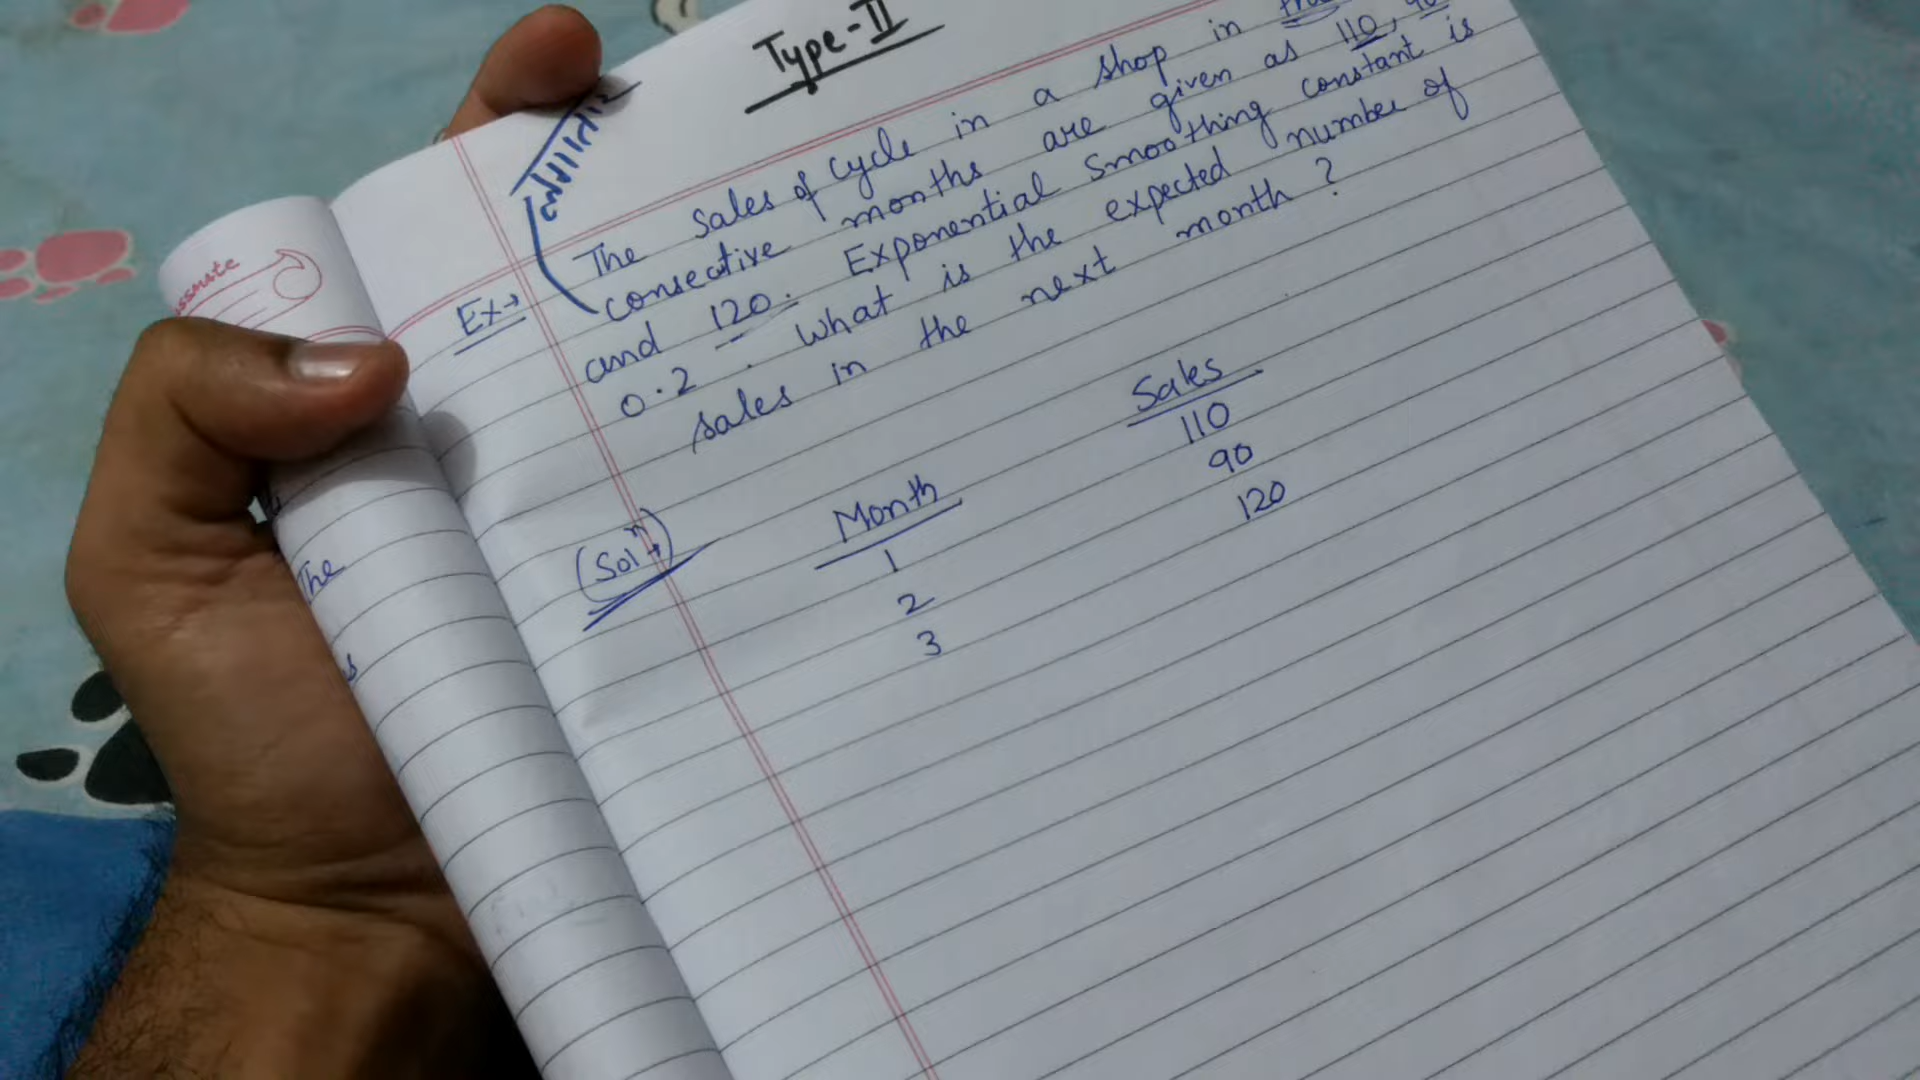 Type-II
Ex→ The sales of cycle in a shop in
consecutive months are given as 110, 90
and 120. Exponential smoothing constant is
0.2. What is the expected number of
sales in the next month ?
(Solⁿ→)
Month Sales
1 110
2 90
3 120
The